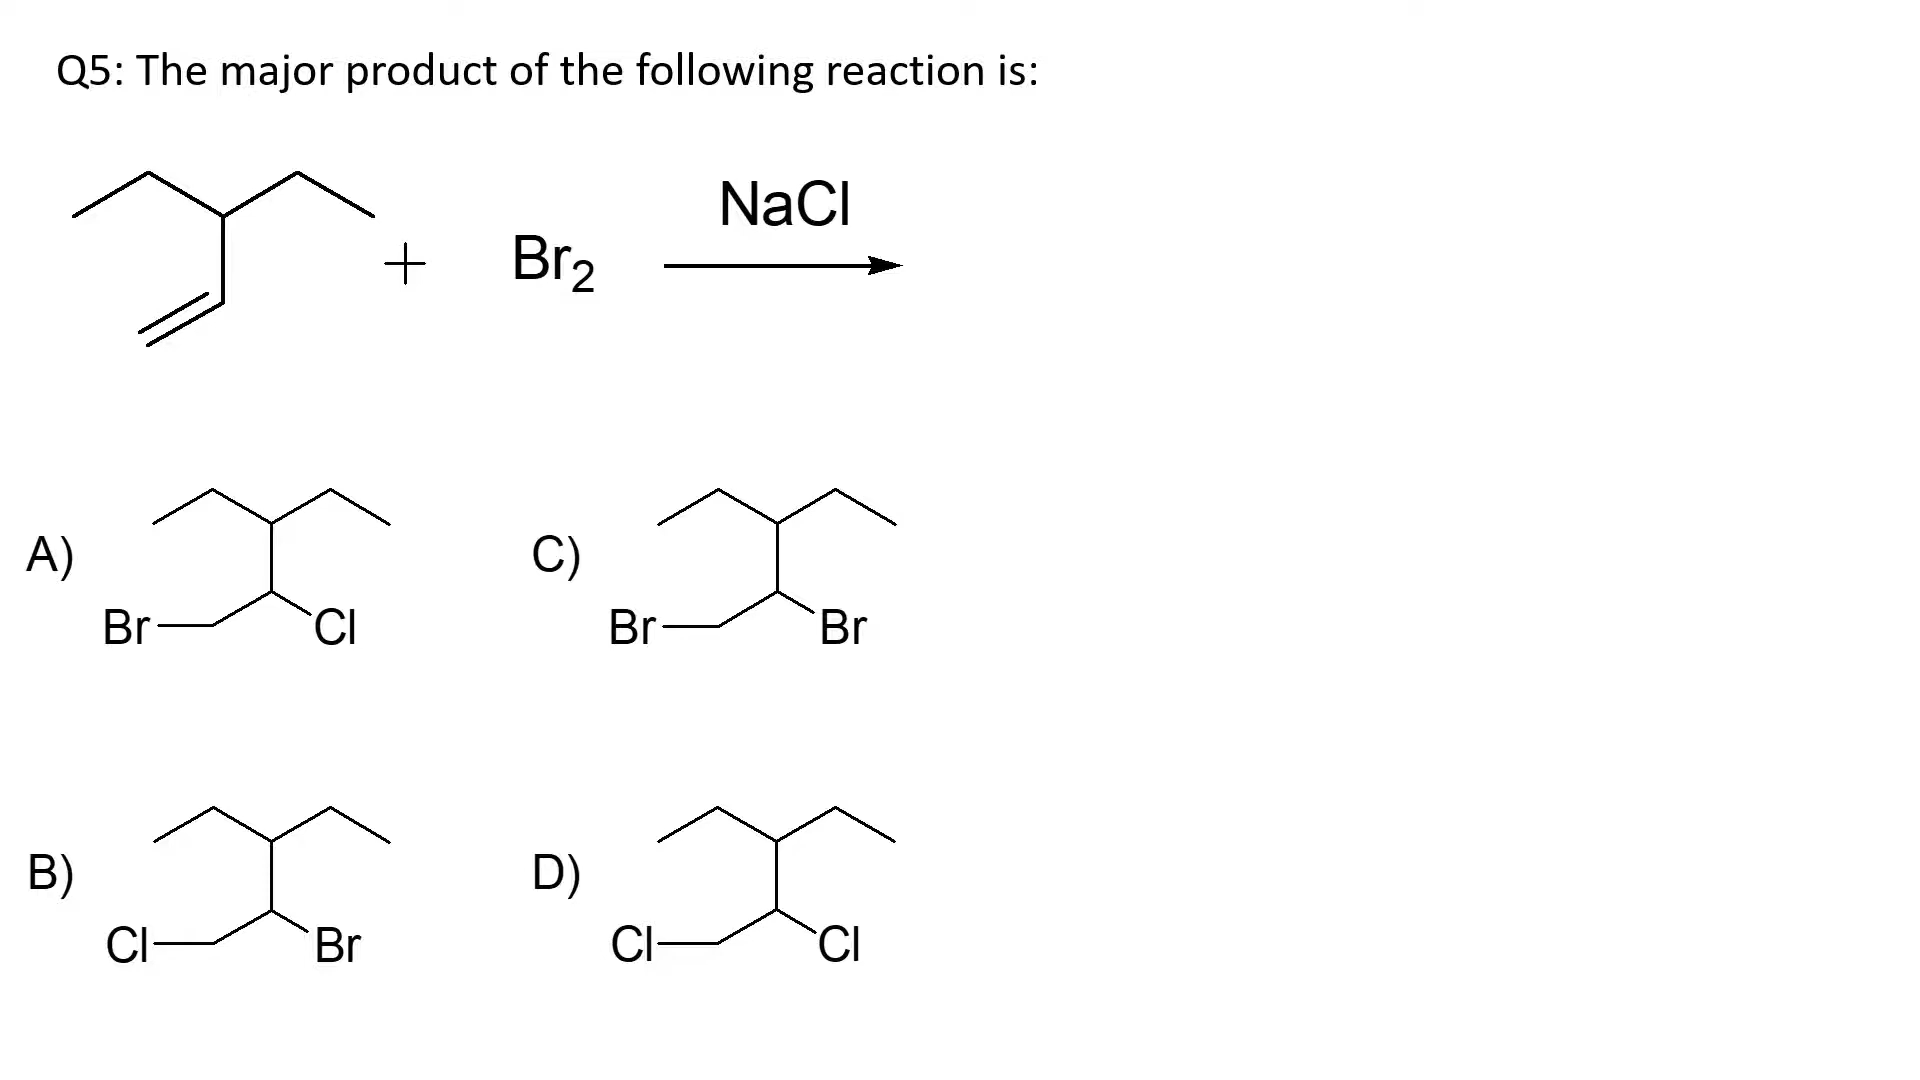 Q5: The major product of the following reaction is:
NaCl
+ Br₂
A)
Br Cl
C)
Br Br
B)
Cl Br
D)
Cl Cl